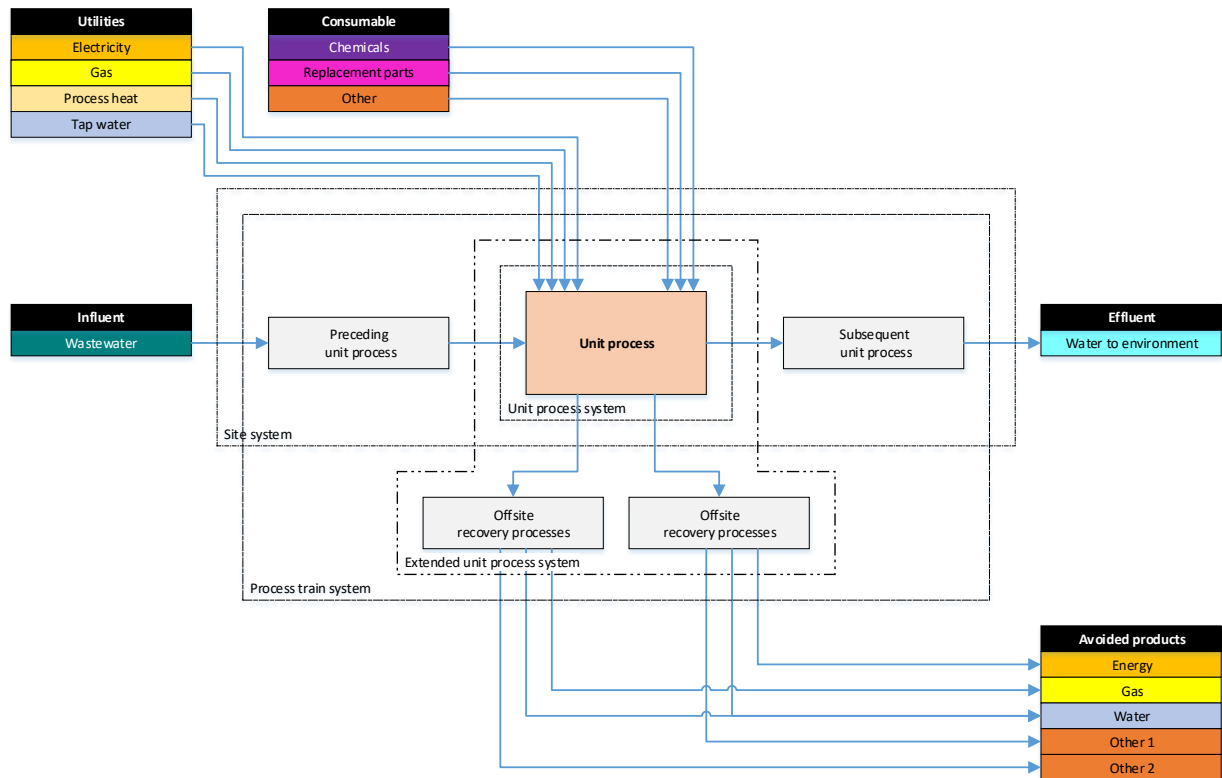 Utilities
Electricity
Gas
Process heat
Tap water
Consumable
Chemicals
Replacement parts
Other
Influent
Wastewater
Preceding
unit process
Unit process
Subsequent
unit process
Effluent
Water to environment
Unit process system
Site system
Offsite
recovery processes
Offsite
recovery processes
Extended unit process system
Process train system
Avoided products
Energy
Gas
Water
Other 1
Other 2